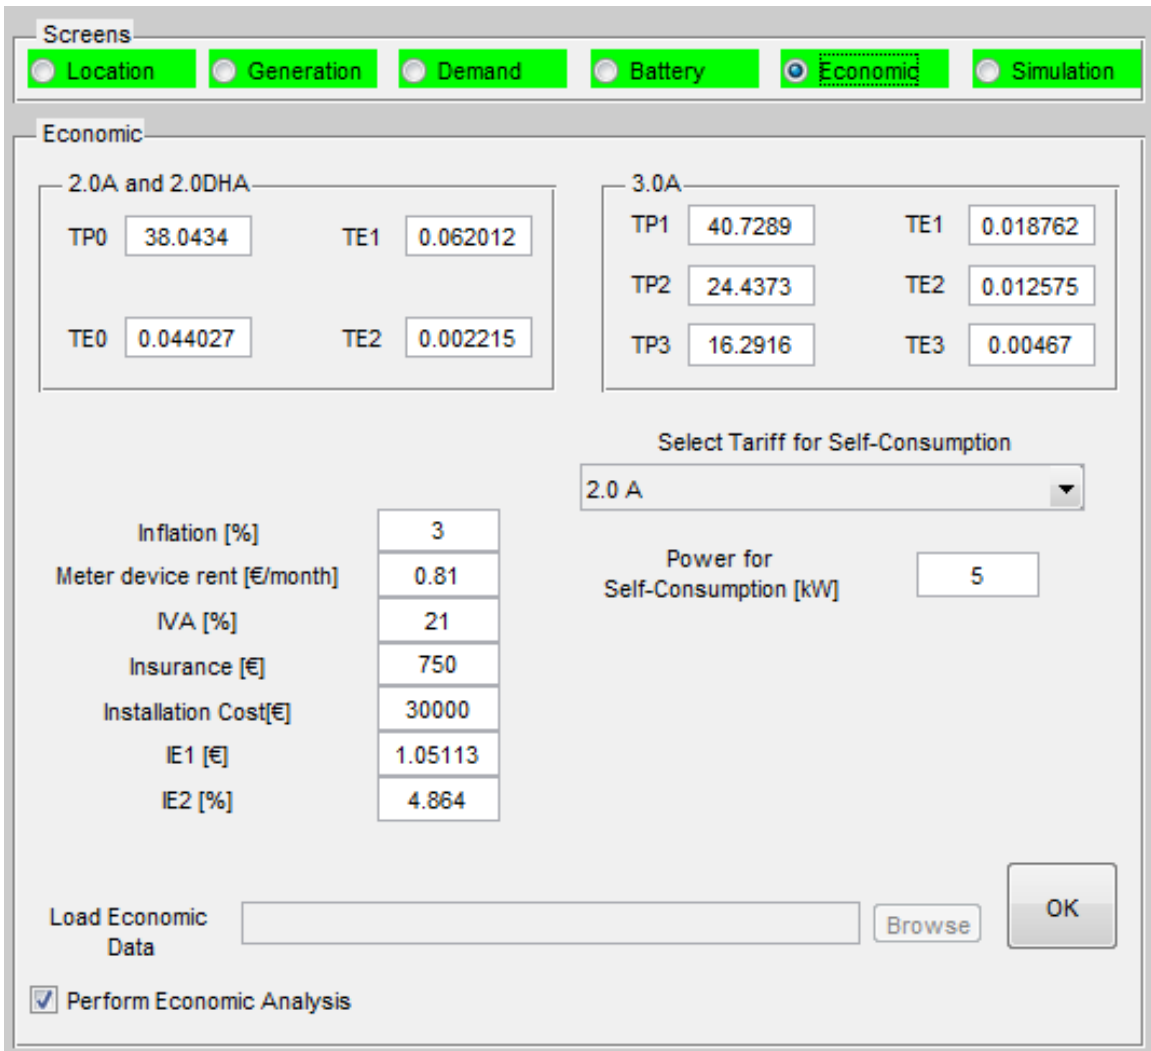 Screens
Location Generation Demand Battery Economic Simulation
Economic
2.0A and 2.0DHA
TP0 38.0434 TE1 0.062012
TE0 0.044027 TE2 0.002215
3.0A
TP1 40.7289 TE1 0.018762
TP2 24.4373 TE2 0.012575
TP3 16.2916 TE3 0.00467
Select Tariff for Self-Consumption
2.0 A
Power for
Self-Consumption [kW] 5
Inflation [%] 3
Meter device rent [€/month] 0.81
IVA [%] 21
Insurance [€] 750
Installation Cost[€] 30000
IE1 [€] 1.05113
IE2 [%] 4.864
Load Economic
Data
Browse
OK
Perform Economic Analysis